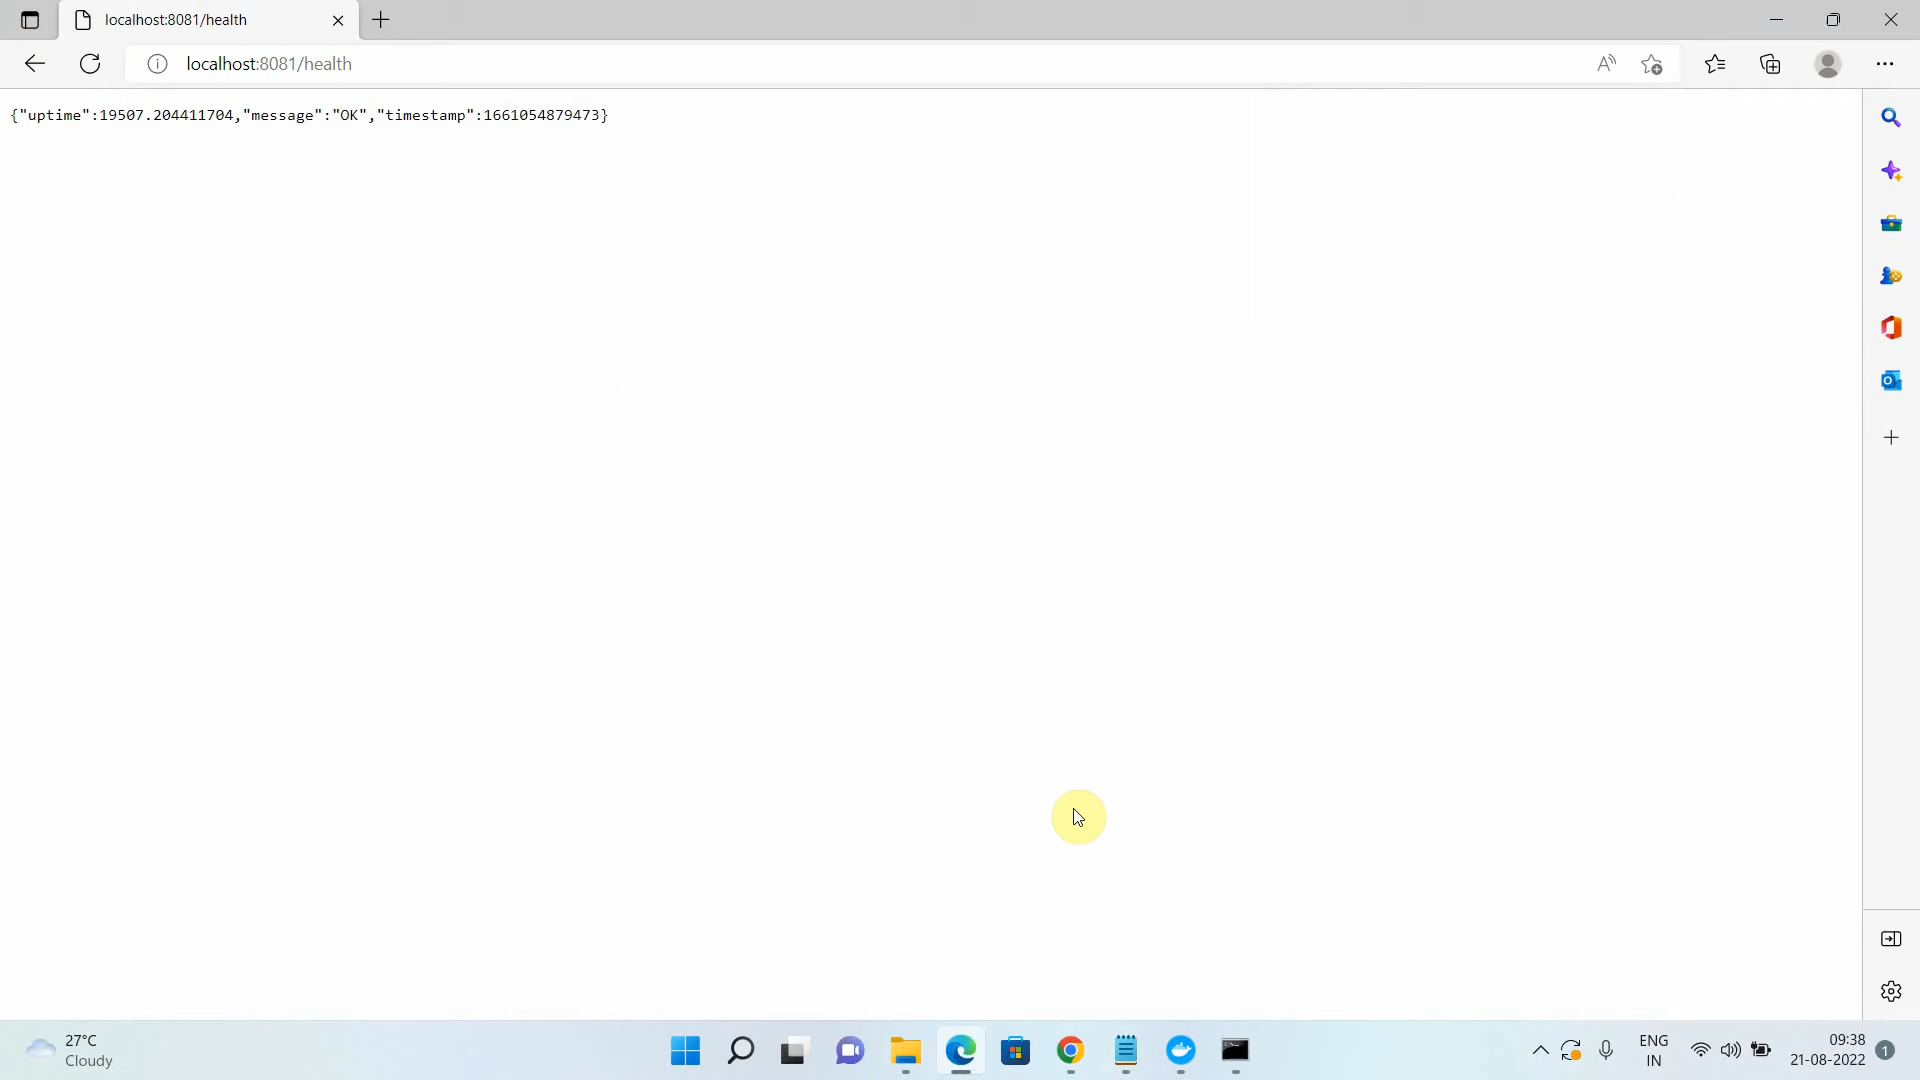 localhost:8081/health
localhost:8081/health
{"uptime":19507.204411704,"message":"OK","timestamp":1661054879473}
27°C
Cloudy
ENG
IN
09:38
21-08-2022
1